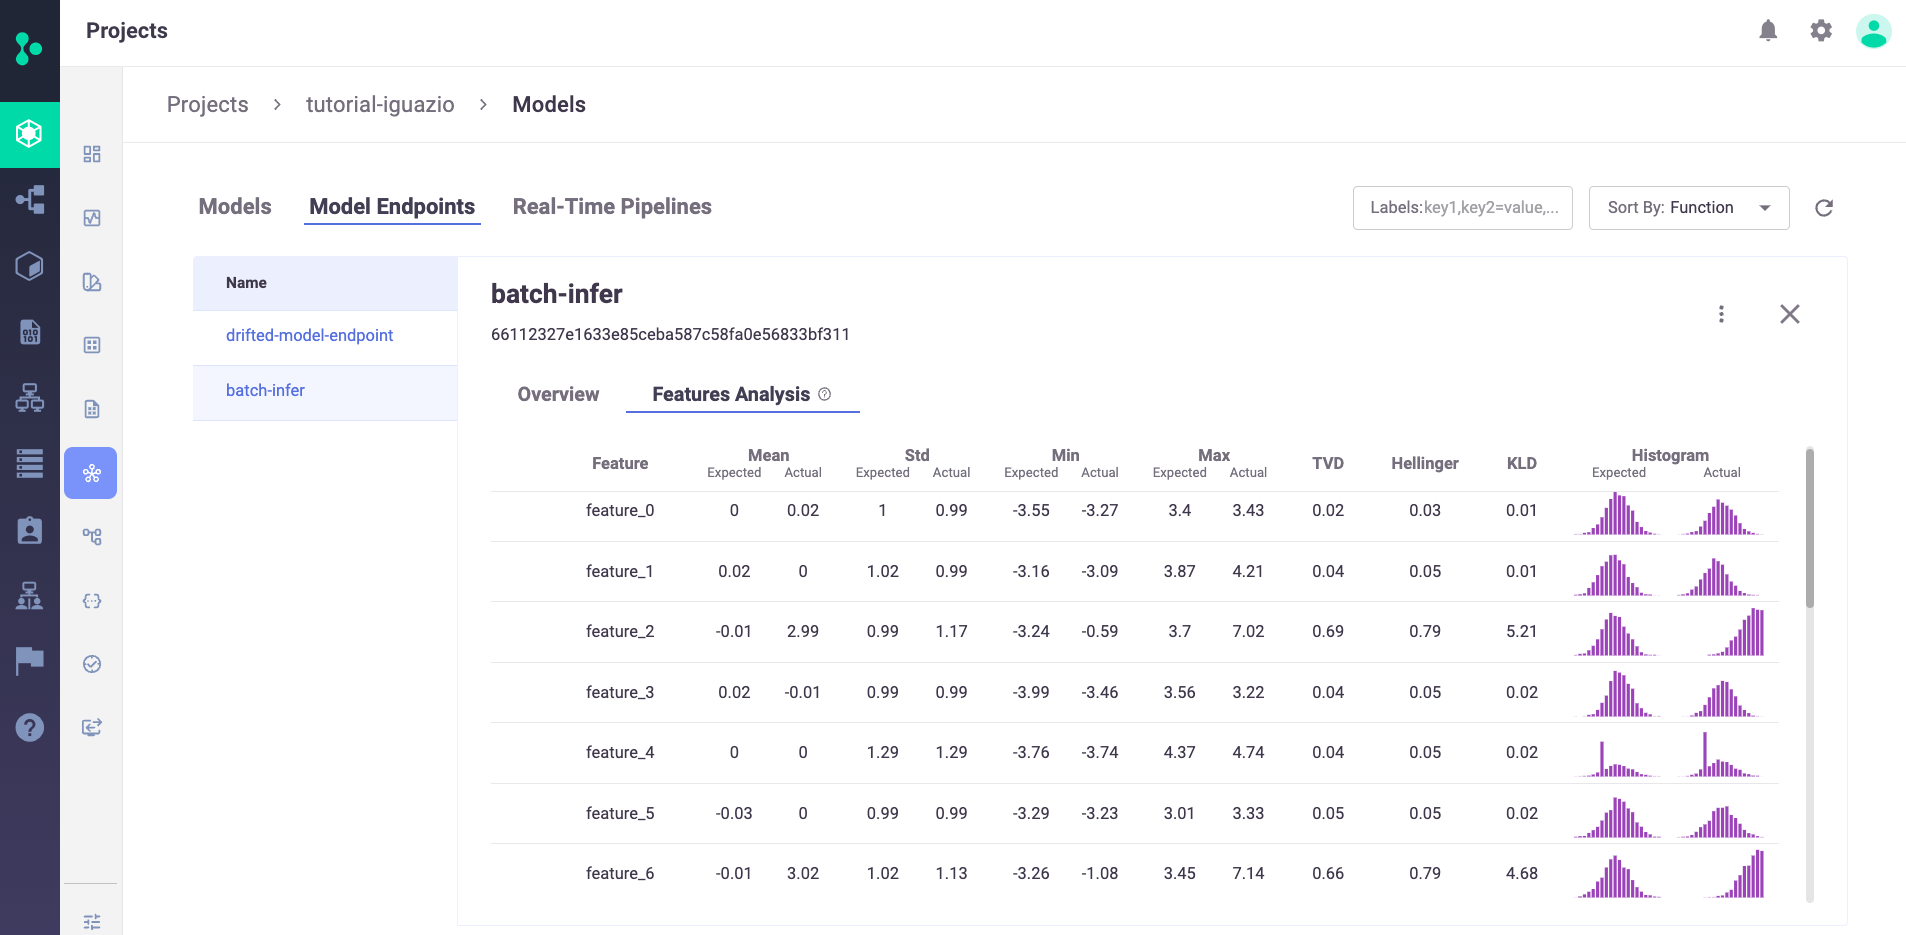 Projects
Projects > tutorial-iguazio > Models
Models Model Endpoints Real-Time Pipelines
Labels:key1,key2=value,...
Sort By: Function
Name
drifted-model-endpoint
batch-infer
batch-infer
66112327e1633e85ceba587c58fa0e56833bf311
Overview Features Analysis ?
Feature Mean Std Min Max TVD Hellinger KLD Histogram
Expected Actual Expected Actual Expected Actual Expected Actual Expected Actual
feature_0 0 0.02 1 0.99 -3.55 -3.27 3.4 3.43 0.02 0.03 0.01
feature_1 0.02 0 1.02 0.99 -3.16 -3.09 3.87 4.21 0.04 0.05 0.01
feature_2 -0.01 2.99 0.99 1.17 -3.24 -0.59 3.7 7.02 0.69 0.79 5.21
feature_3 0.02 -0.01 0.99 0.99 -3.99 -3.46 3.56 3.22 0.04 0.05 0.02
feature_4 0 0 1.29 1.29 -3.76 -3.74 4.37 4.74 0.04 0.05 0.02
feature_5 -0.03 0 0.99 0.99 -3.29 -3.23 3.01 3.33 0.05 0.05 0.02
feature_6 -0.01 3.02 1.02 1.13 -3.26 -1.08 3.45 7.14 0.66 0.79 4.68